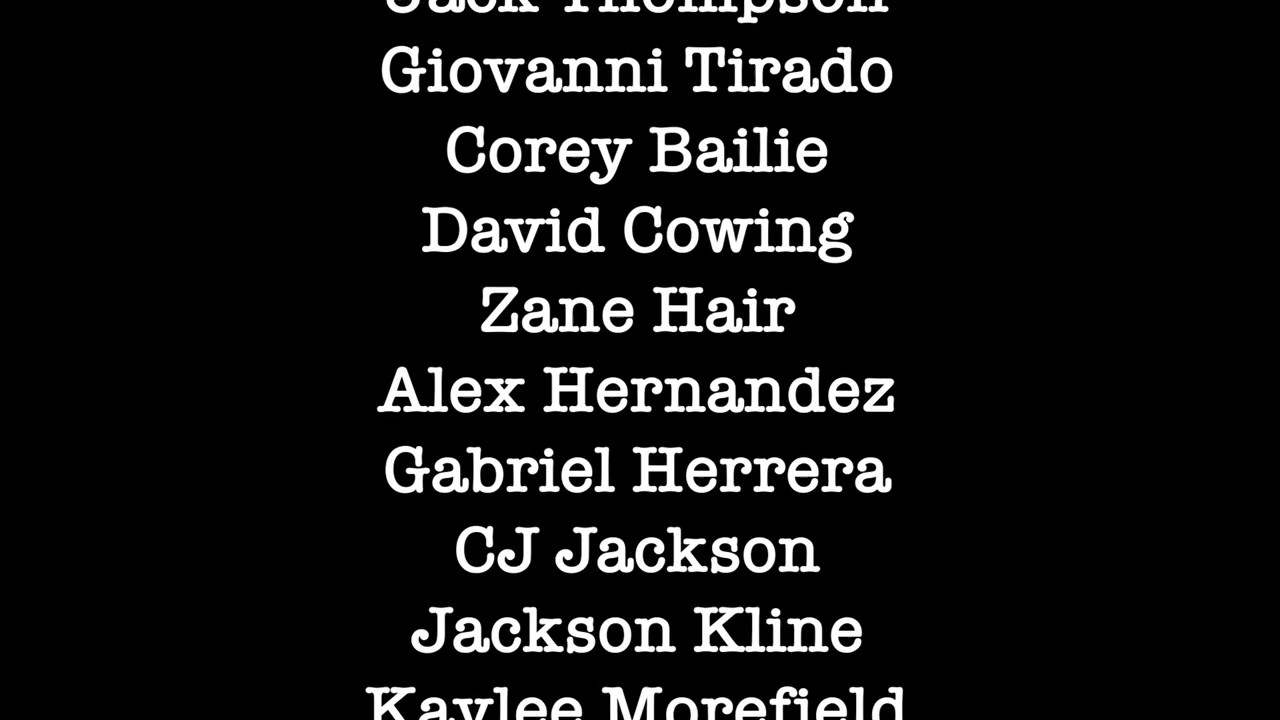 Jack Thompson
Giovanni Tirado
Corey Bailie
David Cowing
Zane Hair
Alex Hernandez
Gabriel Herrera
CJ Jackson
Jackson Kline
Kaylee Morefield